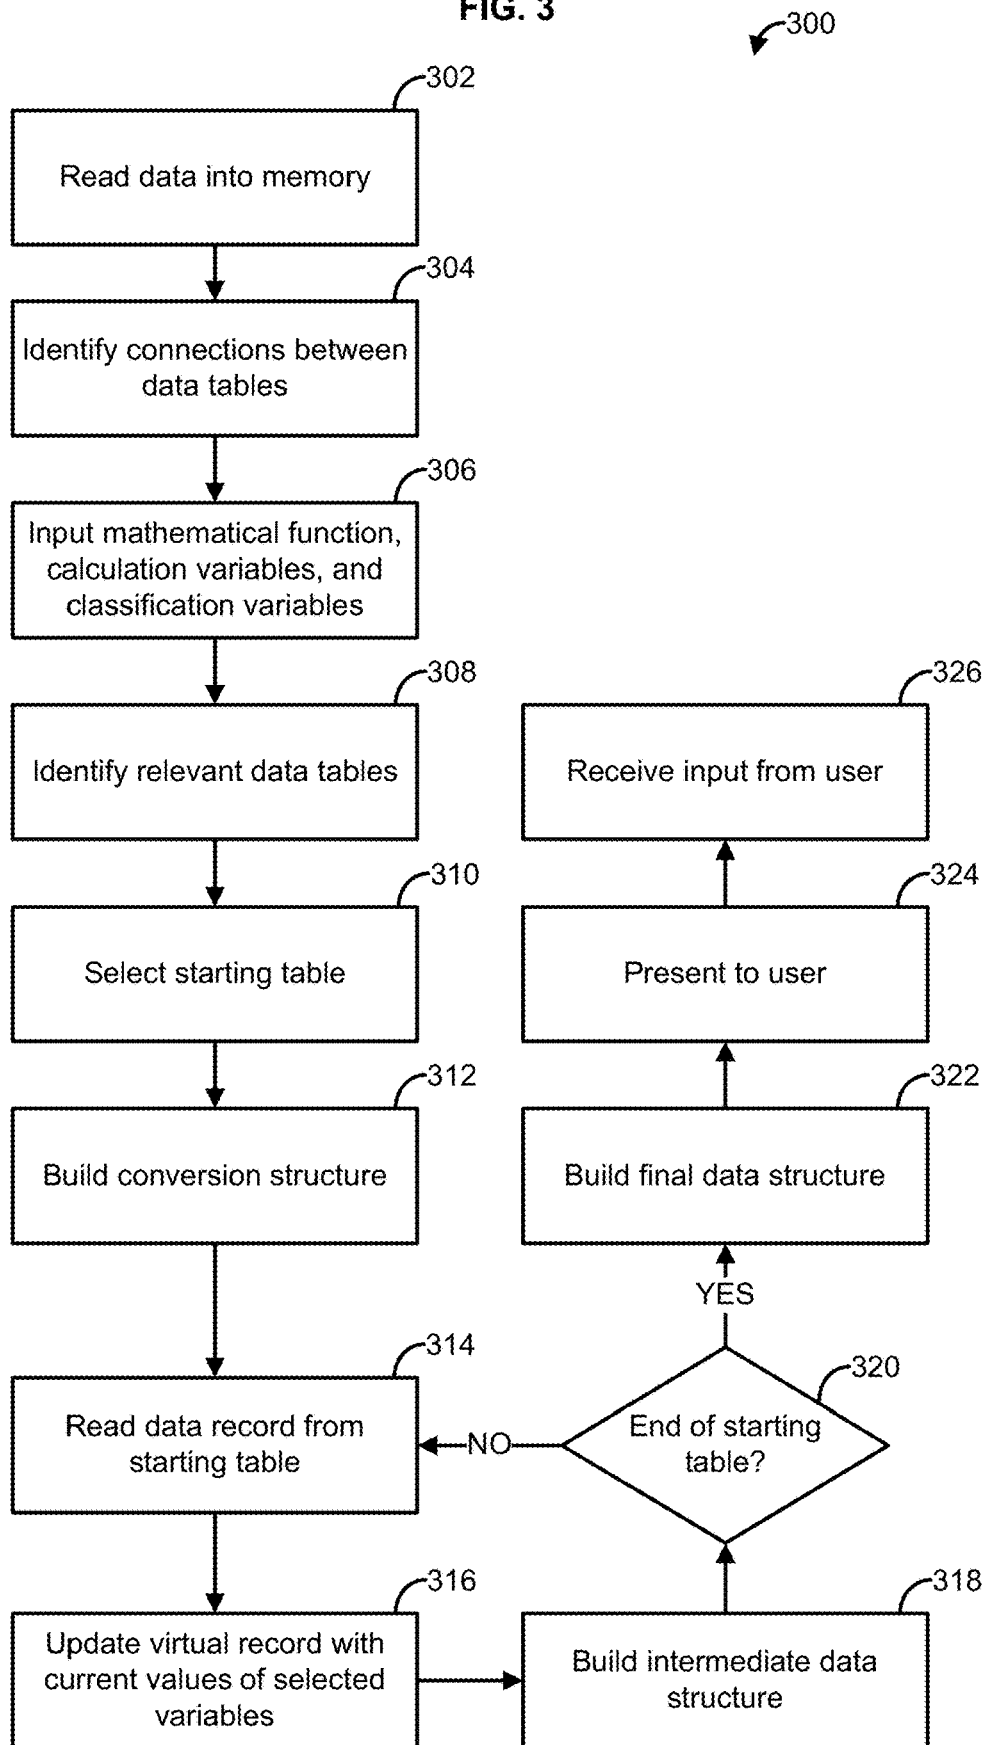 FIG. 3
300
302
Read data into memory
304
Identify connections between
data tables
306
Input mathematical function,
calculation variables, and
classification variables
308
Identify relevant data tables
310
Select starting table
312
Build conversion structure
314
Read data record from
starting table
316
Update virtual record with
current values of selected
variables
318
Build intermediate data
structure
320
End of starting
table?
NO
YES
322
Build final data structure
324
Present to user
326
Receive input from user